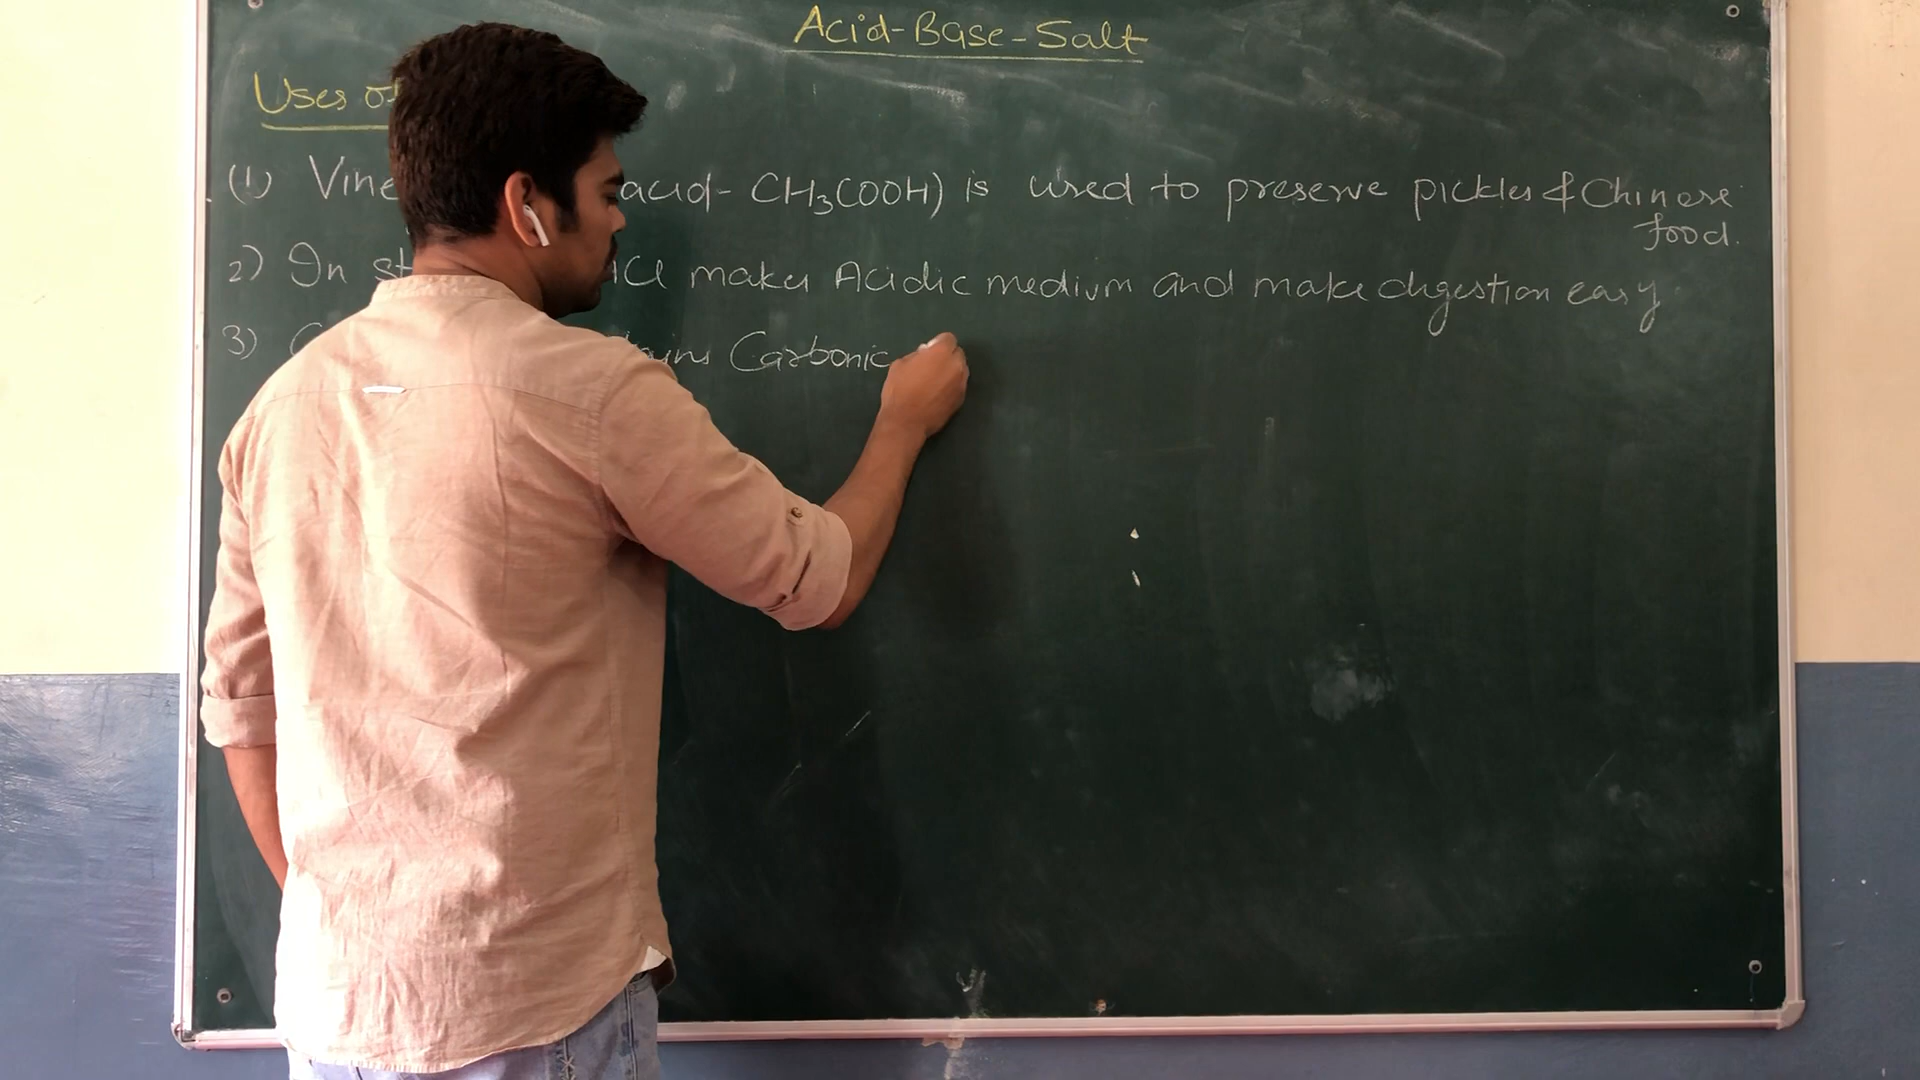 Acid-Base-Salt
Uses of
(1) Vine acid- CH3COOH) is used to preserve pickles & Chinese
food.
2) In st HCl makes Acidic medium and make digestion easy
3) Carbonic